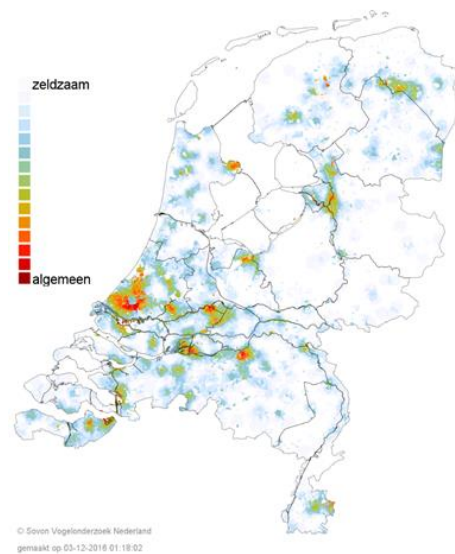 zeldzaam
algemeen
© Sovon Vogelonderzoek Nederland
gemaakt op 03-12-2016 01:18:02